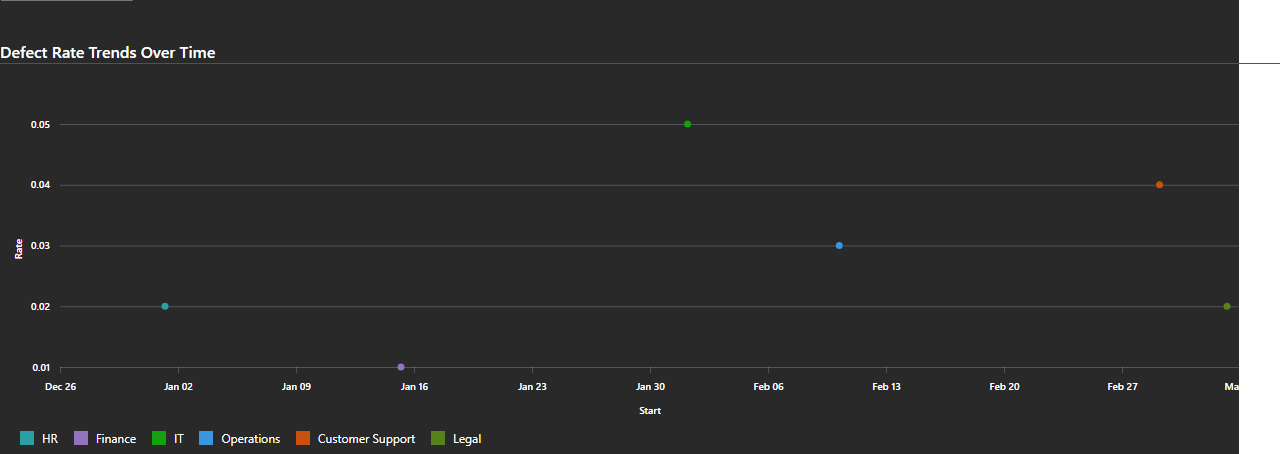 Defect Rate Trends Over Time
0.05
0.04
0.03
0.02
0.01
Rate
Dec 26 Jan 02 Jan 09 Jan 16 Jan 23 Jan 30 Feb 06 Feb 13 Feb 20 Feb 27 Ma
Start
HR Finance IT Operations Customer Support Legal